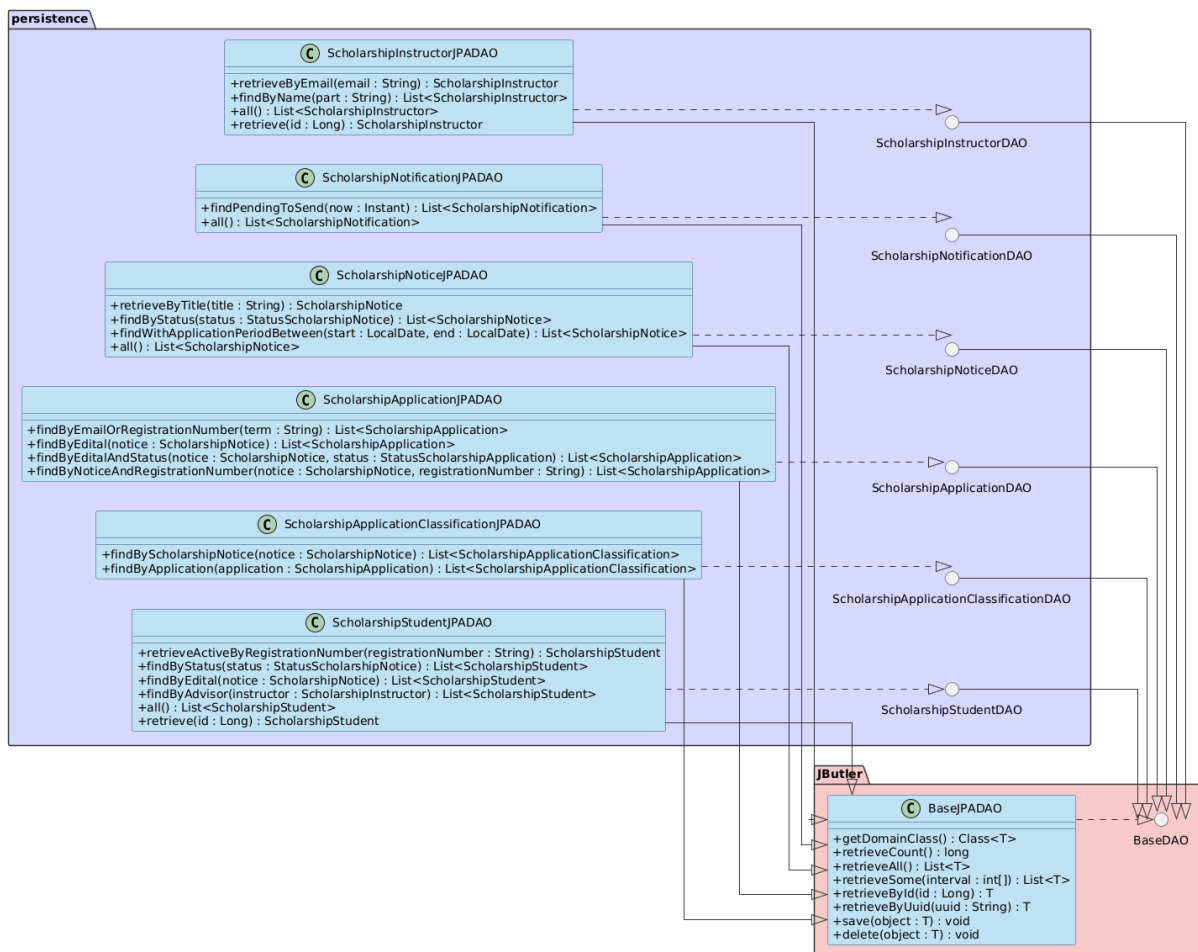 persistence
C ScholarshipInstructorJPADAO
+retrieveByEmail(email : String) : ScholarshipInstructor
+findByName(part : String) : List<ScholarshipInstructor>
+all() : List<ScholarshipInstructor>
+retrieve(id : Long) : ScholarshipInstructor
ScholarshipInstructorDAO
C ScholarshipNotificationJPADAO
+findPendingToSend(now : Instant) : List<ScholarshipNotification>
+all() : List<ScholarshipNotification>
ScholarshipNotificationDAO
C ScholarshipNoticeJPADAO
+retrieveByTitle(title : String) : ScholarshipNotice
+findByStatus(status : StatusScholarshipNotice) : List<ScholarshipNotice>
+findWithApplicationPeriodBetween(start : LocalDate, end : LocalDate) : List<ScholarshipNotice>
+all() : List<ScholarshipNotice>
ScholarshipNoticeDAO
C ScholarshipApplicationJPADAO
+findByEmailOrRegistrationNumber(term : String) : List<ScholarshipApplication>
+findByEdital(notice : ScholarshipNotice) : List<ScholarshipApplication>
+findByEditalAndStatus(notice : ScholarshipNotice, status : StatusScholarshipApplication) : List<ScholarshipApplication>
+findByNoticeAndRegistrationNumber(notice : ScholarshipNotice, registrationNumber : String) : List<ScholarshipApplication>
ScholarshipApplicationDAO
C ScholarshipApplicationClassificationJPADAO
+findByScholarshipNotice(notice : ScholarshipNotice) : List<ScholarshipApplicationClassification>
+findByApplication(application : ScholarshipApplication) : List<ScholarshipApplicationClassification>
ScholarshipApplicationClassificationDAO
C ScholarshipStudentJPADAO
+retrieveActiveByRegistrationNumber(registrationNumber : String) : ScholarshipStudent
+findByStatus(status : StatusScholarshipNotice) : List<ScholarshipStudent>
+findByEdital(notice : ScholarshipNotice) : List<ScholarshipStudent>
+findByAdvisor(instructor : ScholarshipInstructor) : List<ScholarshipStudent>
+all() : List<ScholarshipStudent>
+retrieve(id : Long) : ScholarshipStudent
ScholarshipStudentDAO
JButler
C BaseJPADAO
+getDomainClass() : Class<T>
+retrieveCount() : long
+retrieveAll() : List<T>
+retrieveSome(interval : int[]) : List<T>
+retrieveById(id : Long) : T
+retrieveByUuid(uuid : String) : T
+save(object : T) : void
+delete(object : T) : void
BaseDAO